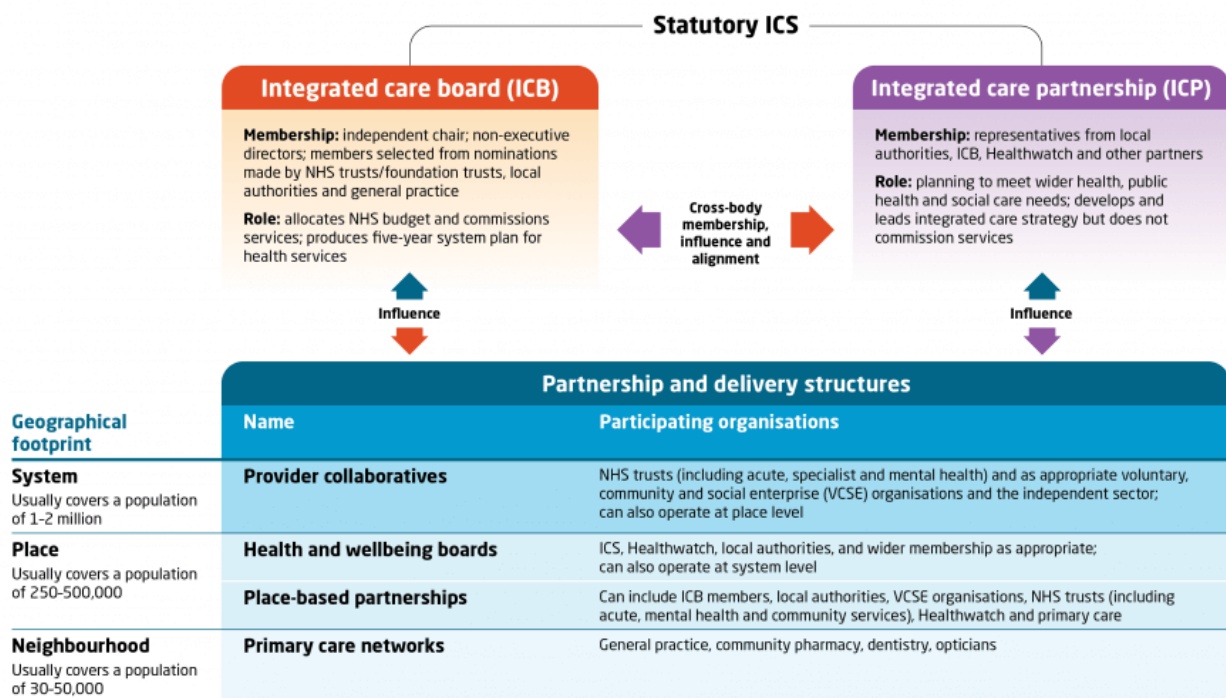 Statutory ICS
Integrated care board (ICB)
Membership: independent chair; non-executive
directors; members selected from nominations
made by NHS trusts/foundation trusts, local
authorities and general practice
Role: allocates NHS budget and commissions
services; produces five-year system plan for
health services
Cross-body
membership,
influence and
alignment
Integrated care partnership (ICP)
Membership: representatives from local
authorities, ICB, Healthwatch and other partners
Role: planning to meet wider health, public
health and social care needs; develops and
leads integrated care strategy but does not
commission services
Influence
Influence
Partnership and delivery structures
Geographical
footprint
Name
Participating organisations
System
Usually covers a population
of 1–2 million
Provider collaboratives
NHS trusts (including acute, specialist and mental health) and as appropriate voluntary,
community and social enterprise (VCSE) organisations and the independent sector;
can also operate at place level
Place
Usually covers a population
of 250–500,000
Health and wellbeing boards
ICS, Healthwatch, local authorities, and wider membership as appropriate;
can also operate at system level
Place-based partnerships
Can include ICB members, local authorities, VCSE organisations, NHS trusts (including
acute, mental health and community services), Healthwatch and primary care
Neighbourhood
Usually covers a population
of 30–50,000
Primary care networks
General practice, community pharmacy, dentistry, opticians